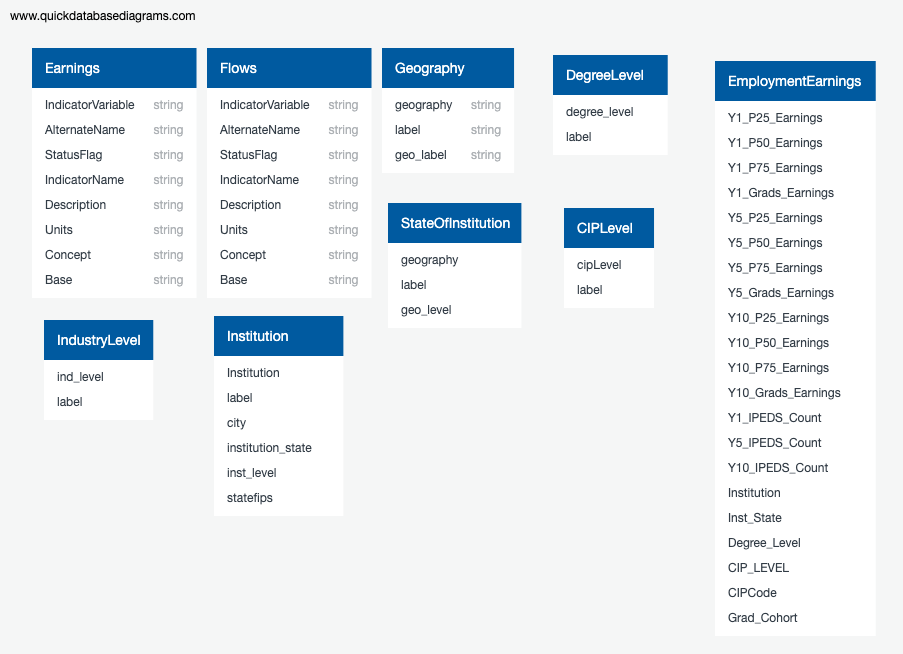 www.quickdatabasediagrams.com
Earnings
IndicatorVariable string
AlternateName string
StatusFlag string
IndicatorName string
Description string
Units string
Concept string
Base string
Flows
IndicatorVariable string
AlternateName string
StatusFlag string
IndicatorName string
Description string
Units string
Concept string
Base string
Geography
geography string
label string
geo_label string
DegreeLevel
degree_level
label
EmploymentEarnings
Y1_P25_Earnings
Y1_P50_Earnings
Y1_P75_Earnings
Y1_Grads_Earnings
Y5_P25_Earnings
Y5_P50_Earnings
Y5_P75_Earnings
Y5_Grads_Earnings
Y10_P25_Earnings
Y10_P50_Earnings
Y10_P75_Earnings
Y10_Grads_Earnings
Y1_IPEDS_Count
Y5_IPEDS_Count
Y10_IPEDS_Count
Institution
Inst_State
Degree_Level
CIP_LEVEL
CIPCode
Grad_Cohort
StateOfInstitution
geography
label
geo_level
CIPLevel
cipLevel
label
IndustryLevel
ind_level
label
Institution
Institution
label
city
institution_state
inst_level
statefips